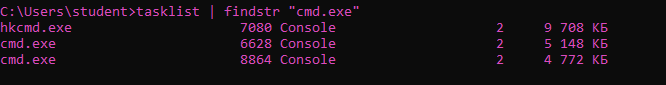 C:\Users\student>tasklist | findstr "cmd.exe"
hkcmd.exe 7080 Console 2 9 708 КБ
cmd.exe 6628 Console 2 5 148 КБ
cmd.exe 8864 Console 2 4 772 КБ